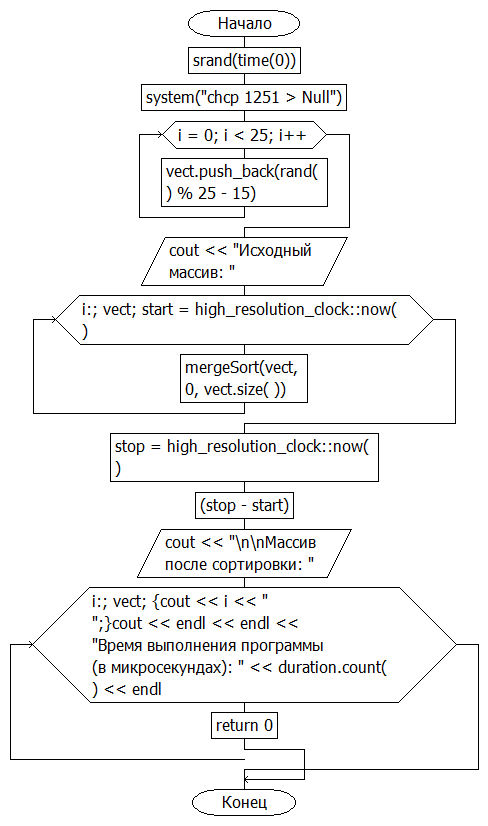 Начало
srand(time(0))
system("chcp 1251 > Null")
i = 0; i < 25; i++
vect.push_back(rand(
) % 25 - 15)
cout << "Исходный
массив: "
i:; vect; start = high_resolution_clock::now(
)
mergeSort(vect,
0, vect.size( ))
stop = high_resolution_clock::now(
)
(stop - start)
cout << "\n\nМассив
после сортировки: "
i:; vect; {cout << i << "
";}cout << endl << endl <<
"Время выполнения программы
(в микросекундах): " << duration.count(
) << endl
return 0
Конец